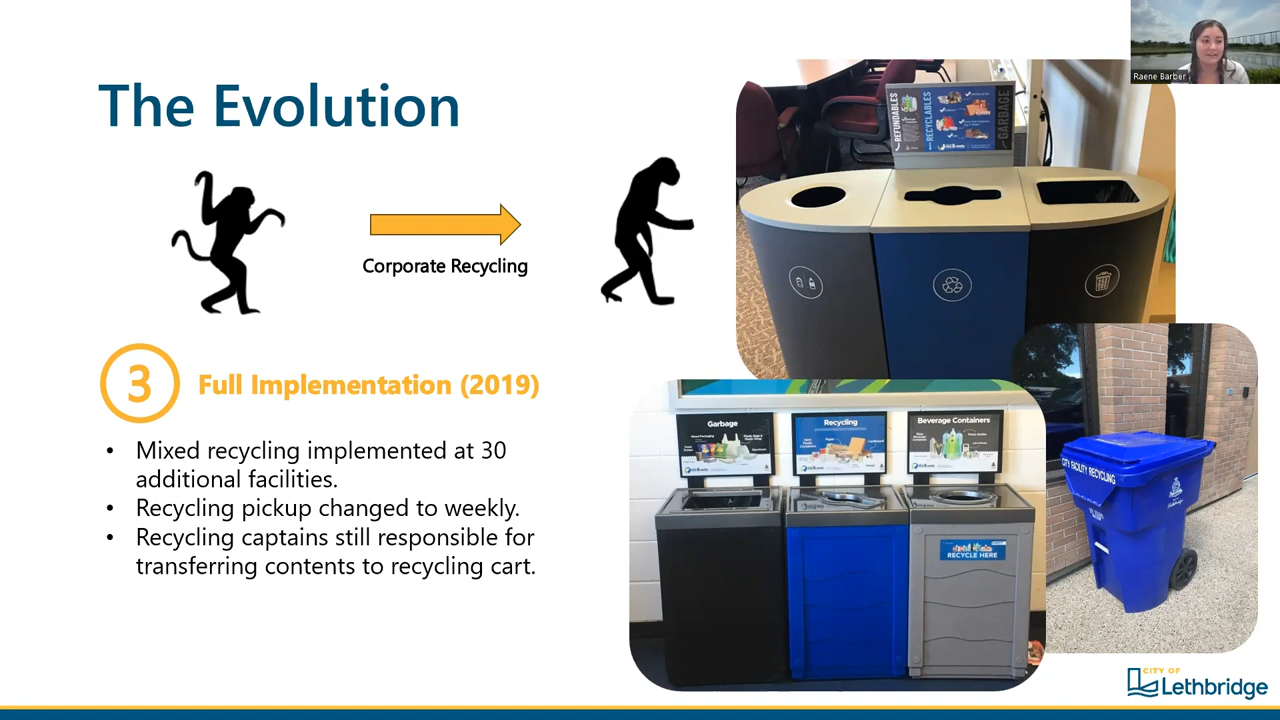 Raene Barber
The Evolution
Corporate Recycling
3
Full Implementation (2019)
• Mixed recycling implemented at 30
additional facilities.
• Recycling pickup changed to weekly.
• Recycling captains still responsible for
transferring contents to recycling cart.
REFUNDABLES
RECYCLABLES
GARBAGE
Garbage
Recycling
Beverage Containers
RECYCLE HERE
CITY FACILITY RECYCLING
CITY OF
Lethbridge